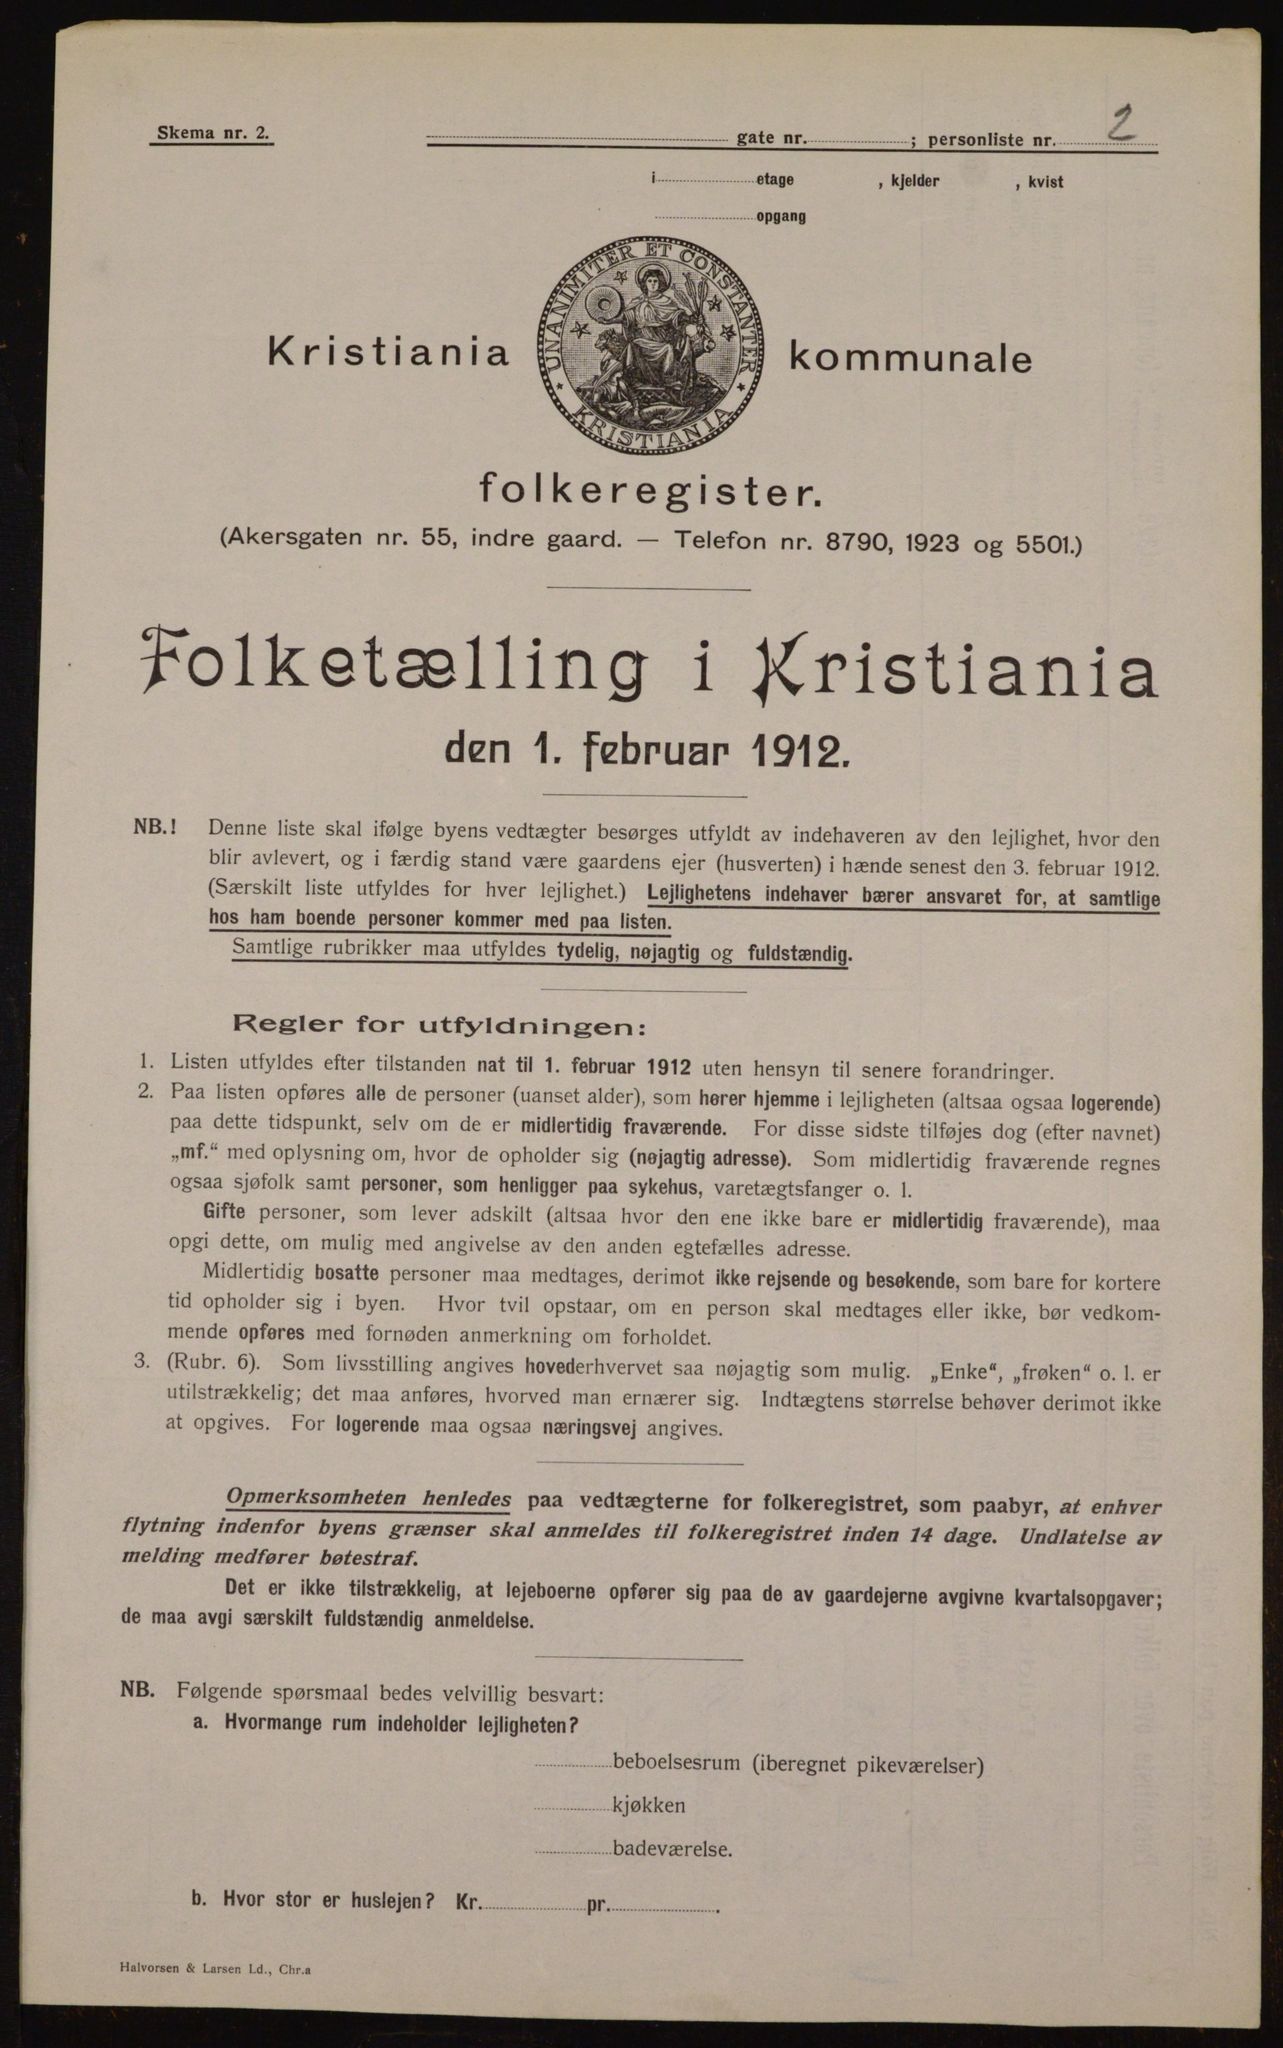 Skema nr. 2.
gate nr. ; personliste nr. 2
i etage , kjelder , kvist
opgang
UNANIMITER ET CONSTANTER
KRISTIANIA
Kristiania kommunale
folkeregister.
(Akersgaten nr. 55, indre gaard. — Telefon nr. 8790, 1923 og 5501.)
Folketælling i Kristiania
den 1. februar 1912.
NB.! Denne liste skal ifølge byens vedtægter besørges utfyldt av indehaveren av den lejlighet, hvor den
blir avlevert, og i færdig stand være gaardens ejer (husverten) i hænde senest den 3. februar 1912.
(Særskilt liste utfyldes for hver lejlighet.) Lejlighetens indehaver bærer ansvaret for, at samtlige
hos ham boende personer kommer med paa listen.
Samtlige rubrikker maa utfyldes tydelig, nøjagtig og fuldstændig.
Regler for utfyldningen:
1. Listen utfyldes efter tilstanden nat til 1. februar 1912 uten hensyn til senere forandringer.
2. Paa listen opføres alle de personer (uanset alder), som hører hjemme i lejligheten (altsaa ogsaa logerende)
paa dette tidspunkt, selv om de er midlertidig fraværende. For disse sidste tilføjes dog (efter navnet)
„mf.“ med oplysning om, hvor de opholder sig (nøjagtig adresse). Som midlertidig fraværende regnes
ogsaa sjøfolk samt personer, som henligger paa sykehus, varetægtsfanger o. l.
Gifte personer, som lever adskilt (altsaa hvor den ene ikke bare er midlertidig fraværende), maa
opgi dette, om mulig med angivelse av den anden egtefælles adresse.
Midlertidig bosatte personer maa medtages, derimot ikke rejsende og besøkende, som bare for kortere
tid opholder sig i byen. Hvor tvil opstaar, om en person skal medtages eller ikke, bør vedkom-
mende opføres med fornøden anmerkning om forholdet.
3. (Rubr. 6). Som livsstilling angives hovederhvervet saa nøjagtig som mulig. „Enke“, „frøken“ o. l. er
utilstrækkelig; det maa anføres, hvorved man ernærer sig. Indtægtens størrelse behøver derimot ikke
at opgives. For logerende maa ogsaa næringsvej angives.
Opmerksomheten henledes paa vedtægterne for folkeregistret, som paabyr, at enhver
flytning indenfor byens grænser skal anmeldes til folkeregistret inden 14 dage. Undlatelse av
melding medfører bøtestraf.
Det er ikke tilstrækkelig, at lejeboerne opfører sig paa de av gaardejerne avgivne kvartalsopgaver;
de maa avgi særskilt fuldstændig anmeldelse.
NB. Følgende spørsmaal bedes velvillig besvart:
a. Hvormange rum indeholder lejligheten?
beboelsesrum (iberegnet pikeværelser)
kjøkken
badeværelse.
b. Hvor stor er huslejen? Kr. pr. .
Halvorsen & Larsen Ld., Chr.a